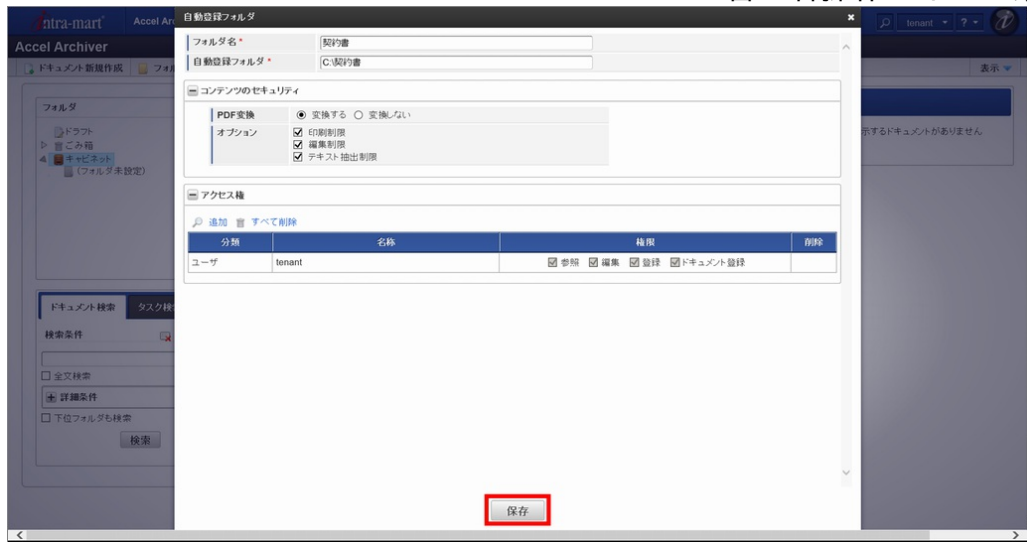 intra-mart
Accel Ar
自動登録フォルダ
tenant
?
Accel Archiver
ドキュメント新規作成
フォル
表示
フォルダ
ドラフト
ごみ箱
キャビネット
(フォルダ未設定)
ドキュメント検索
タスク検
検索条件
全文検索
詳細条件
下位フォルダも検索
検索
フォルダ名*
契約書
自動登録フォルダ*
C:\契約書
コンテンツのセキュリティ
PDF変換
変換する
変換しない
オプション
印刷制限
編集制限
テキスト抽出制限
アクセス権
追加 すべて削除
分類 名称 権限 削除
ユーザ tenant 参照 編集 登録 ドキュメント登録
示するドキュメントがありません
保存